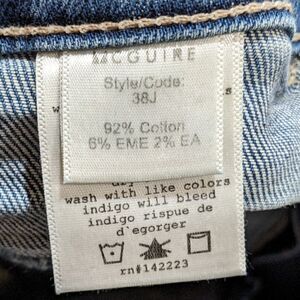 MCGUIRE
Style/Code:
38J
92% Cotton
6% EME 2% EA
wash with like colors
indigo will bleed
indigo rispue de
d`egorger
rn#142223